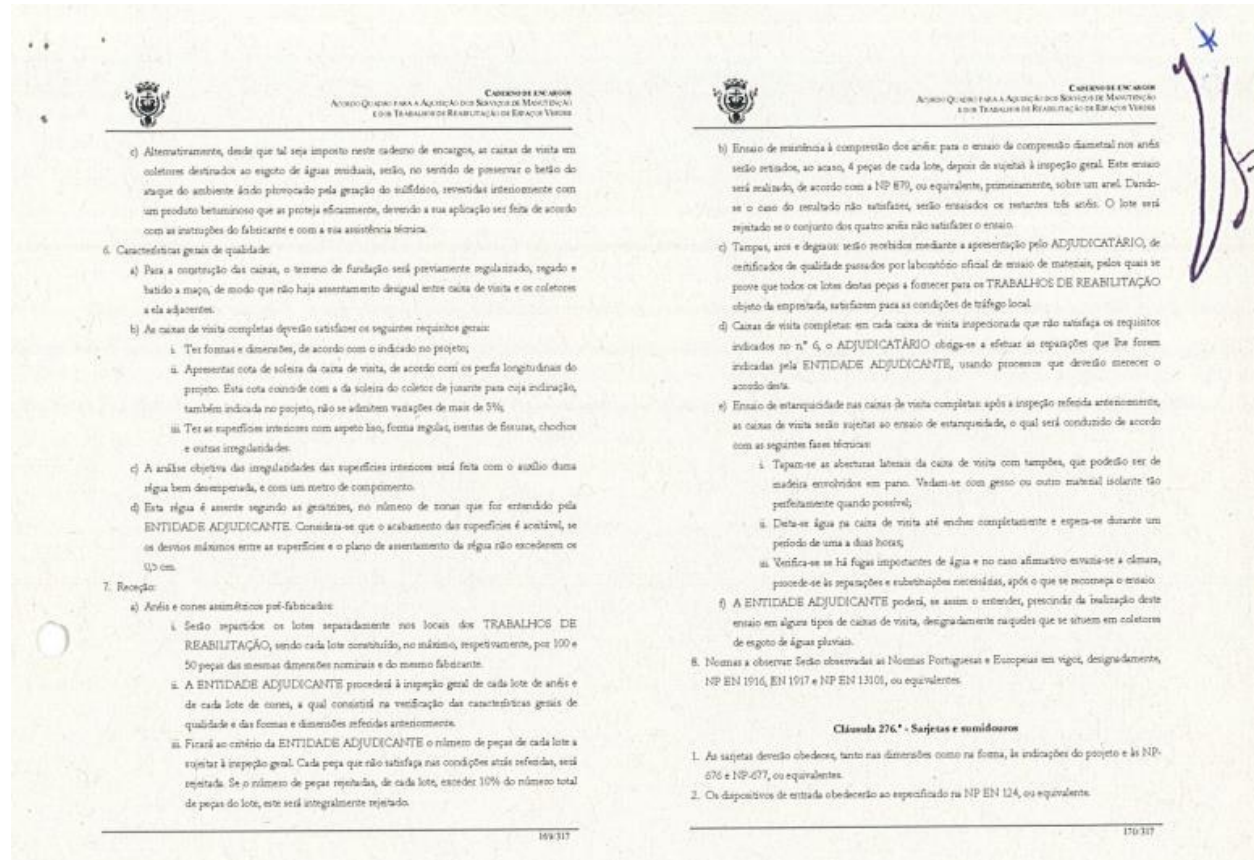 CADERNO DE ENCARGOS
ACORDO QUADRO PARA A AQUISIÇÃO DOS SERVIÇOS DE MANUTENÇÃO
E DOS TRABALHOS DE REABILITAÇÃO DE ESPAÇOS VERDES
c) Alternativamente, desde que tal seja imposto neste caderno de encargos, as caixas de visita em
coletores destinados ao esgoto de águas residuais, serão, no sentido de preservar o betão do
ataque do ambiente ácido provocado pela geração do sulfídrico, revestidas interiormente com
um produto betuminoso que as proteja eficazmente, devendo a sua aplicação ser feita de acordo
com as instruções do fabricante e com a sua assistência técnica.
6. Características gerais de qualidade:
a) Para a construção das caixas, o terreno de fundação será previamente regularizado, regado e
batido a maço, de modo que não haja assentamento desigual entre caixa de visita e os coletores
a ela adjacentes.
b) As caixas de visita completas deverão satisfazer os seguintes requisitos gerais:
i. Ter formas e dimensões, de acordo com o indicado no projeto;
ii. Apresentar cota de soleira da caixa de visita, de acordo com os perfis longitudinais do
projeto. Esta cota coincide com a da soleira do coletor de jusante para cuja inclinação,
também indicada no projeto, não se admitem variações de mais de 5%;
iii. Ter as superfícies interiores com aspeto liso, forma regular, isentas de fissuras, chochos
e outras irregularidades.
c) A análise objetiva das irregularidades das superfícies interiores será feita com o auxílio duma
régua bem desempenada, e com um metro de comprimento.
d) Esta régua é assente segundo as geratrizes, no número de zonas que for entendido pela
ENTIDADE ADJUDICANTE. Considera-se que o acabamento das superfícies é aceitável, se
os desvios máximos entre as superfícies e o plano de assentamento da régua não excederem os
0,5 cm.
7. Receção:
a) Anéis e cones assimétricos pré-fabricados:
i. Serão repartidos os lotes separadamente nos locais dos TRABALHOS DE
REABILITAÇÃO, sendo cada lote constituído, no máximo, respetivamente, por 100 e
50 peças das mesmas dimensões nominais e do mesmo fabricante.
ii. A ENTIDADE ADJUDICANTE procederá à inspeção geral de cada lote de anéis e
de cada lote de cones, a qual consistirá na verificação das características gerais de
qualidade e das formas e dimensões referidas anteriormente.
iii. Ficará ao critério da ENTIDADE ADJUDICANTE o número de peças de cada lote a
sujeitar à inspeção geral. Cada peça que não satisfaça nas condições atrás referidas, será
rejeitada. Se o número de peças rejeitadas, de cada lote, exceder 10% do número total
de peças do lote, este será integralmente rejeitado.
169/317
CADERNO DE ENCARGOS
ACORDO QUADRO PARA A AQUISIÇÃO DOS SERVIÇOS DE MANUTENÇÃO
E DOS TRABALHOS DE REABILITAÇÃO DE ESPAÇOS VERDES
b) Ensaio de resistência à compressão dos anéis: para o ensaio da compressão diametral nos anéis
serão retirados, ao acaso, 4 peças de cada lote, depois de sujeitas à inspeção geral. Este ensaio
será realizado, de acordo com a NP 879, ou equivalente, primeiramente, sobre um anel. Dando-
se o caso do resultado não satisfazer, serão ensaiados os restantes três anéis. O lote será
rejeitado se o conjunto dos quatro anéis não satisfazer o ensaio.
c) Tampas, aros e degraus: serão recebidos mediante a apresentação pelo ADJUDICATÁRIO, de
certificados de qualidade passados por laboratório oficial de ensaio de materiais, pelos quais se
prove que todos os lotes destas peças a fornecer para os TRABALHOS DE REABILITAÇÃO
objeto da empreitada, satisfazem para as condições de tráfego local.
d) Caixas de visita completas: em cada caixa de visita inspecionada que não satisfaça os requisitos
indicados no n.º 6, o ADJUDICATÁRIO obriga-se a efetuar as reparações que lhe forem
indicadas pela ENTIDADE ADJUDICANTE, usando processos que deverão merecer o
acordo desta.
e) Ensaio de estanquicidade nas caixas de visita completas: após a inspeção referida anteriormente,
as caixas de visita serão sujeitas ao ensaio de estanqueidade, o qual será conduzido de acordo
com as seguintes fases técnicas:
i. Tapam-se as aberturas laterais da caixa de visita com tampões, que poderão ser de
madeira envolvidos em pano. Vedam-se com gesso ou outro material isolante tão
perfeitamente quando possível;
ii. Deita-se água na caixa de visita até encher completamente e espera-se durante um
período de uma a duas horas;
iii. Verifica-se se há fugas importantes de água e no caso afirmativo esvazia-se a câmara,
procede-se às reparações e substituições necessárias, após o que se recomeça o ensaio.
f) A ENTIDADE ADJUDICANTE poderá, se assim o entender, prescindir da realização deste
ensaio em alguns tipos de caixas de visita, designadamente naqueles que se situem em coletores
de esgoto de águas pluviais.
8. Normas a observar: Serão observadas as Normas Portuguesas e Europeias em vigor, designadamente,
NP EN 1916, EN 1917 e NP EN 13101, ou equivalentes.
Cláusula 276.ª - Sarjetas e sumidouros
1. As sarjetas deverão obedecer, tanto nas dimensões como na forma, às indicações do projeto e às NP-
676 e NP-677, ou equivalentes.
2. Os dispositivos de entrada obedecerão ao especificado na NP EN 124, ou equivalente.
170/317